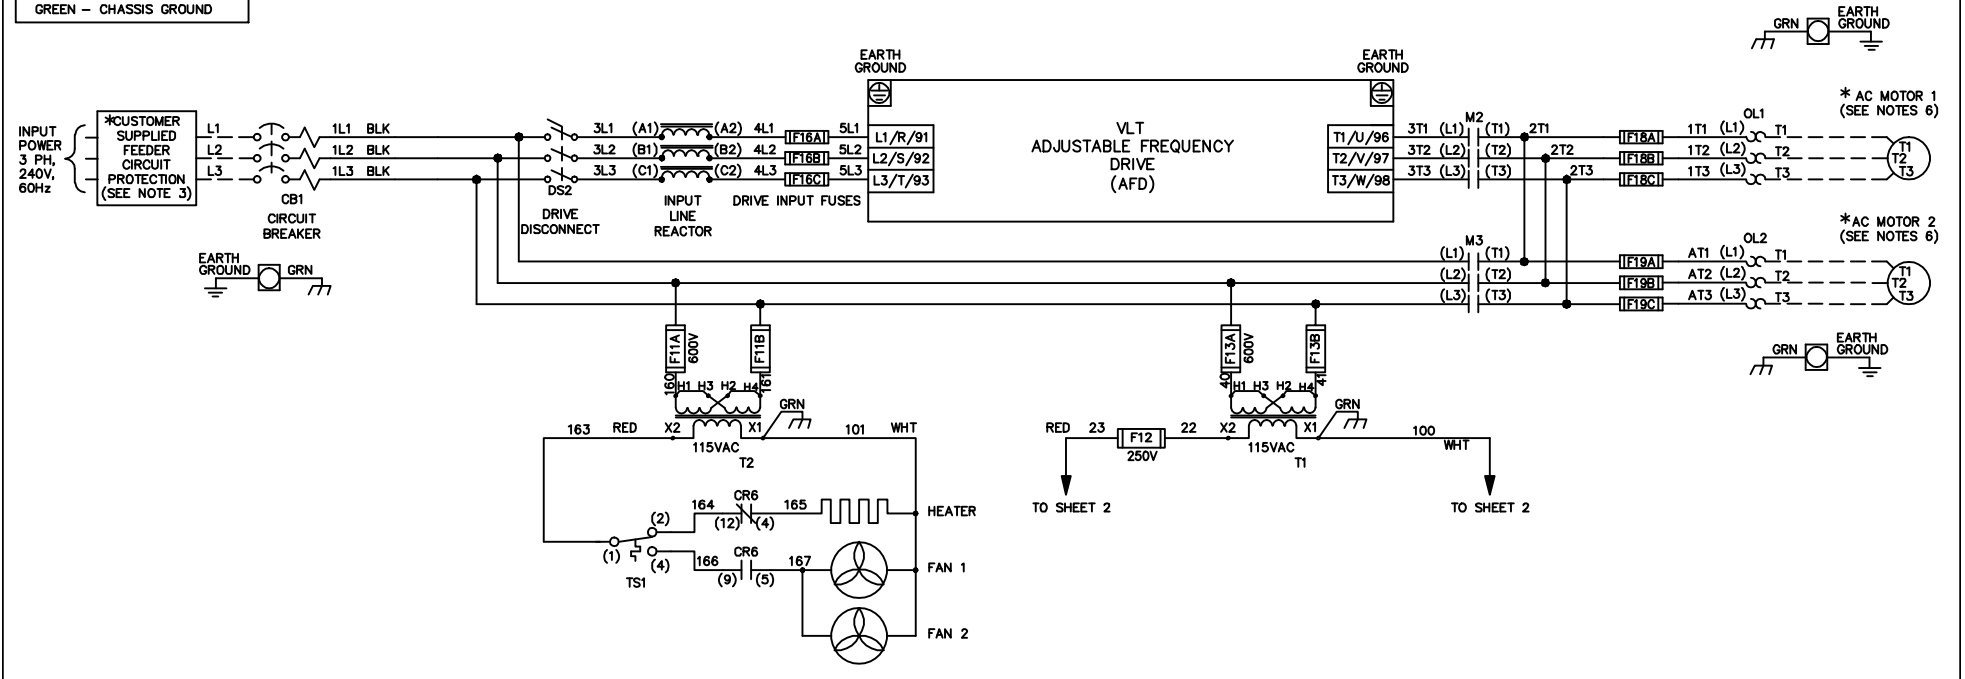 GREEN – CHASSIS GROUND
INPUT
POWER
3 PH,
240V,
60Hz
*CUSTOMER
SUPPLIED
FEEDER
CIRCUIT
PROTECTION
(SEE NOTE 3)
L1
L2
L3
CB1
CIRCUIT
BREAKER
1L1 BLK
1L2 BLK
1L3 BLK
EARTH
GROUND
GRN
DS2
DRIVE
DISCONNECT
3L1 (A1) (A2) 4L1 F16A 5L1
3L2 (B1) (B2) 4L2 F16B 5L2
3L3 (C1) (C2) 4L3 F16C 5L3
INPUT
LINE
REACTOR
DRIVE INPUT FUSES
EARTH
GROUND
L1/R/91
L2/S/92
L3/T/93
VLT
ADJUSTABLE FREQUENCY
DRIVE
(AFD)
EARTH
GROUND
T1/U/96
T2/V/97
T3/W/98
M2
3T1 (L1) (T1) 2T1
3T2 (L2) (T2) 2T2
3T3 (L3) (T3) 2T3
OL1
F18A 1T1 (L1) T1
F18B 1T2 (L2) T2
F18C 1T3 (L3) T3
GRN
EARTH
GROUND
* AC MOTOR 1
(SEE NOTES 6)
T1
T2
T3
M3
(L1) (T1)
(L2) (T2)
(L3) (T3)
OL2
F19A AT1 (L1) T1
F19B AT2 (L2) T2
F19C AT3 (L3) T3
*AC MOTOR 2
(SEE NOTES 6)
T1
T2
T3
GRN
EARTH
GROUND
F11A
600V
F11B
160
161
H1 H3 H2 H4
GRN
163 RED X2 X1 101 WHT
115VAC
T2
F13A
600V
F13B
40
41
H1 H3 H2 H4
GRN
RED 23 F12 22 X2 X1 100
WHT
250V
115VAC
T1
TO SHEET 2
TO SHEET 2
164 CR6 165
(12) (4)
HEATER
(2)
(1)
(4)
TS1
166 CR6 167
(9) (5)
FAN 1
FAN 2